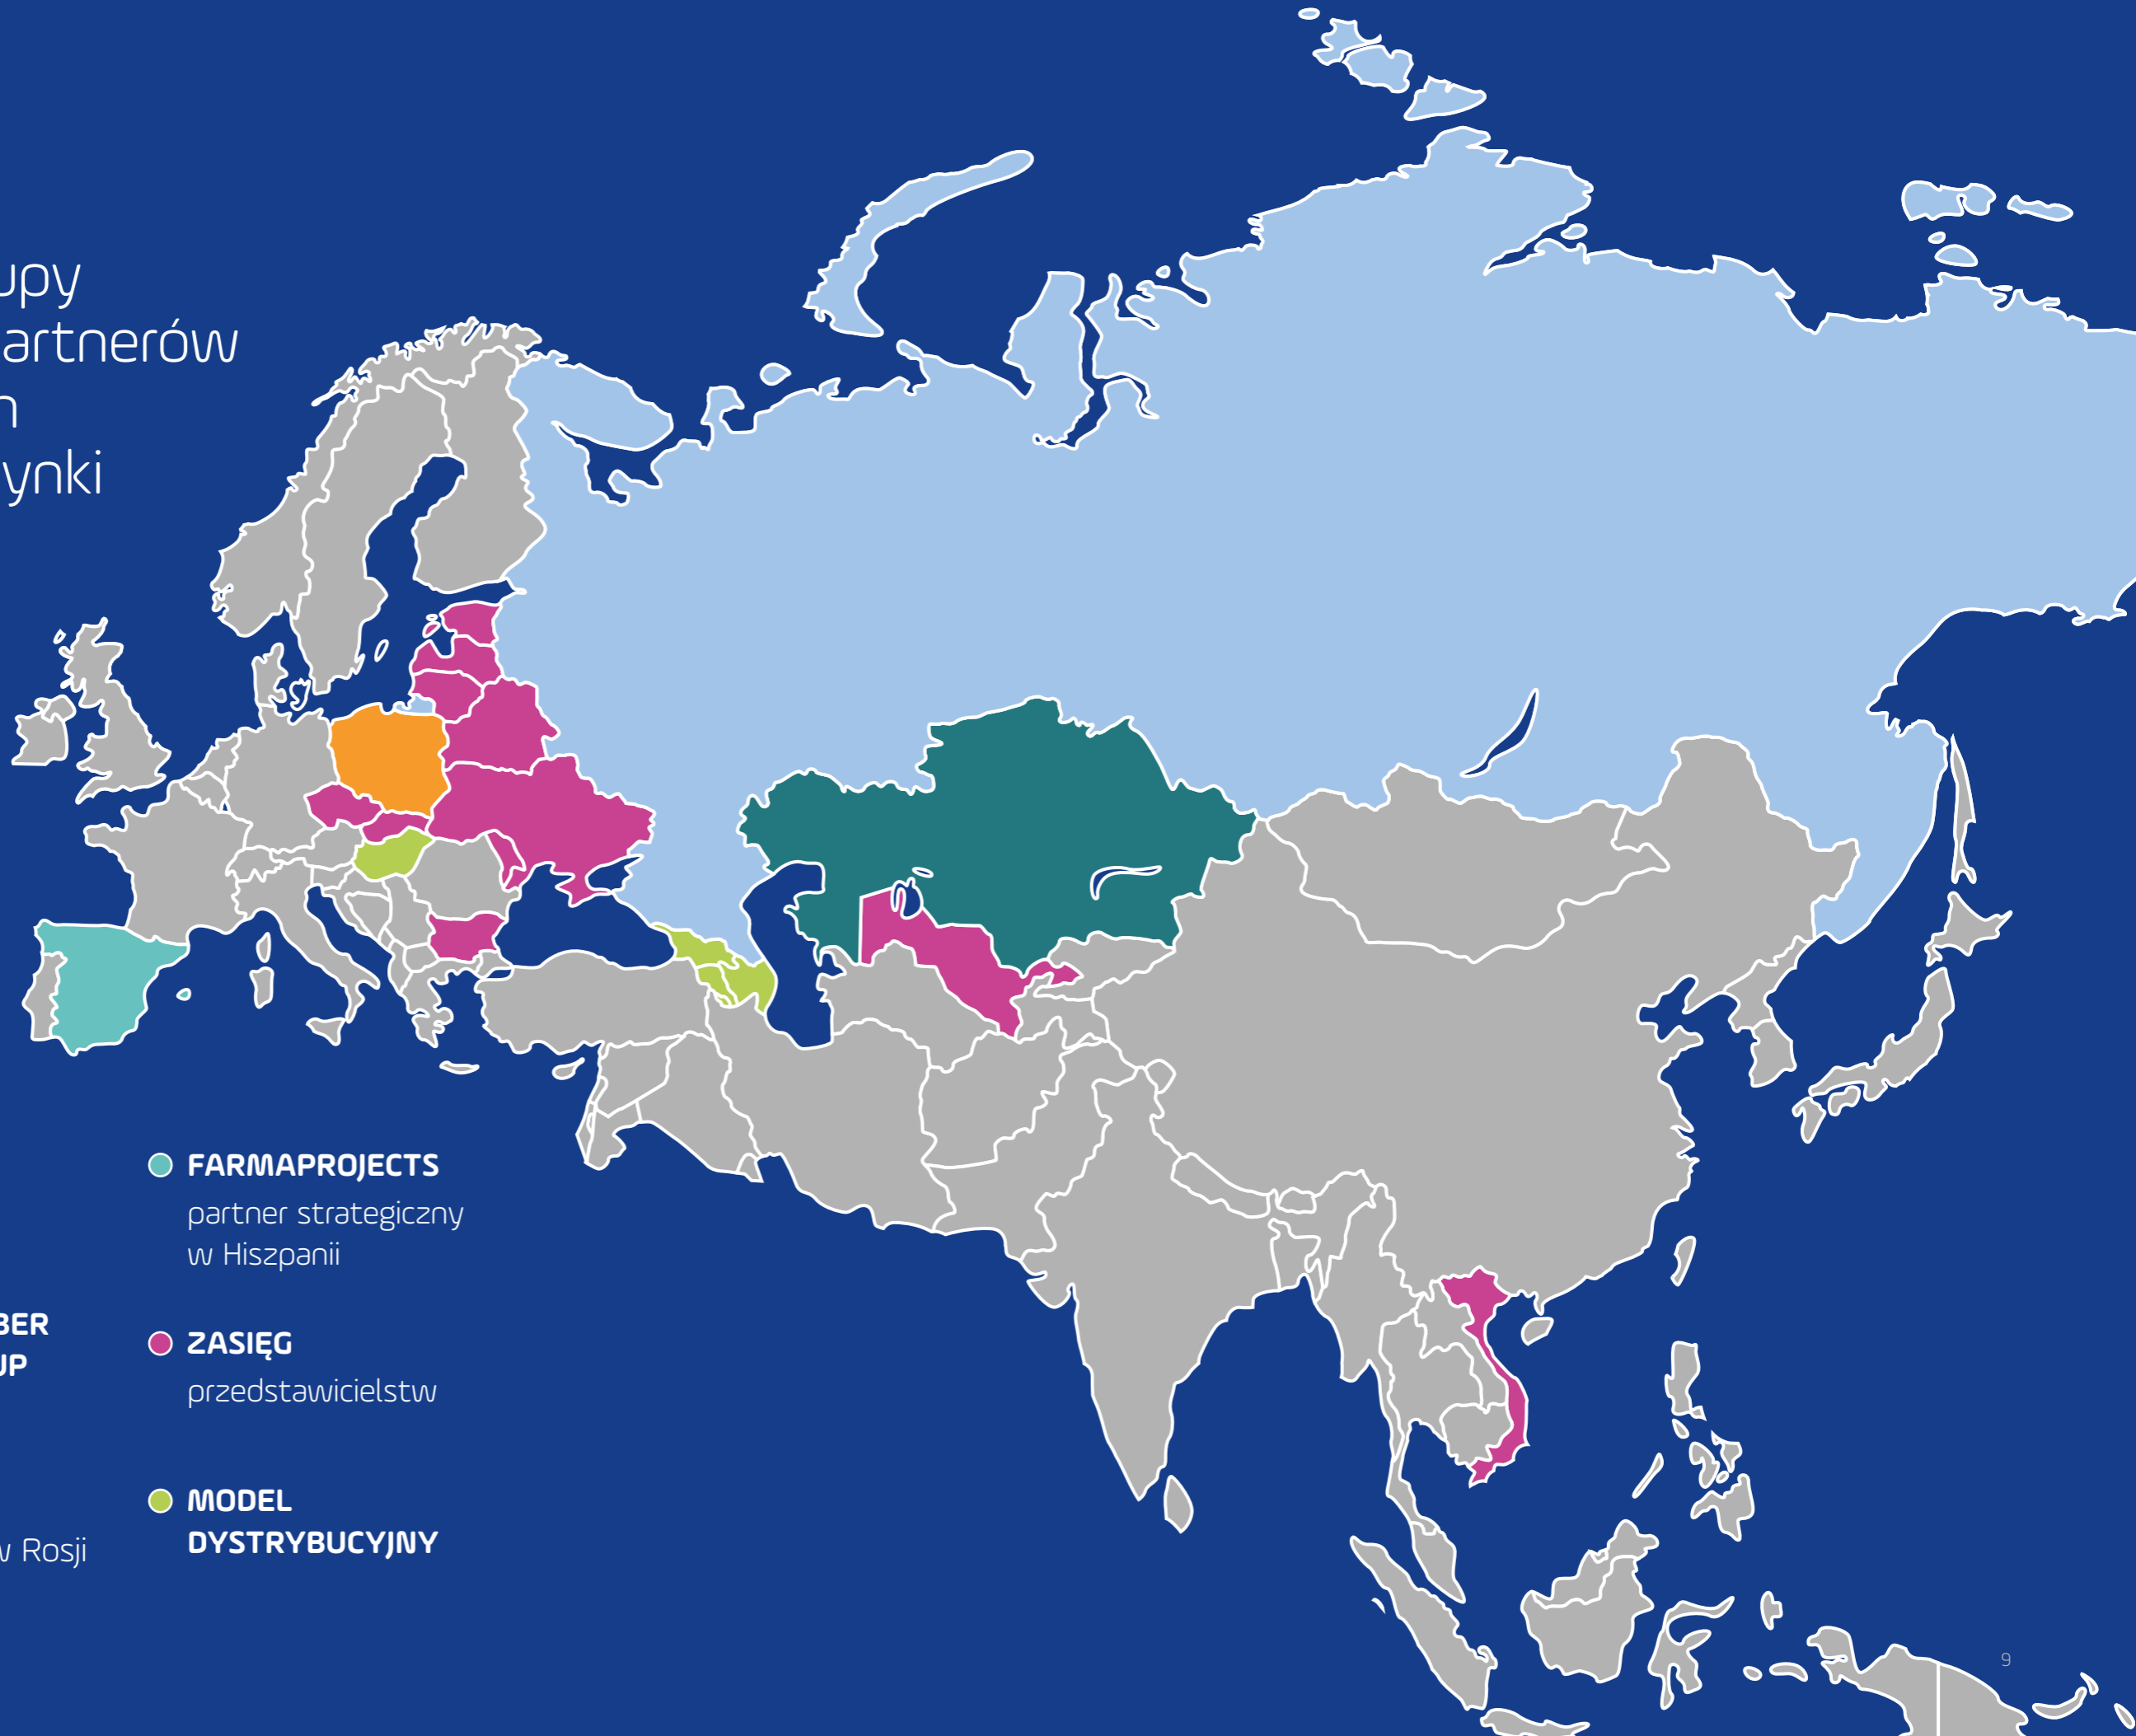 upy
artnerów
n
ynki
FARMAPROJECTS
partner strategiczny
w Hiszpanii
BER
UP
ZASIĘG
przedstawicielstw
MODEL
DYSTRYBUCYJNY
w Rosji
9